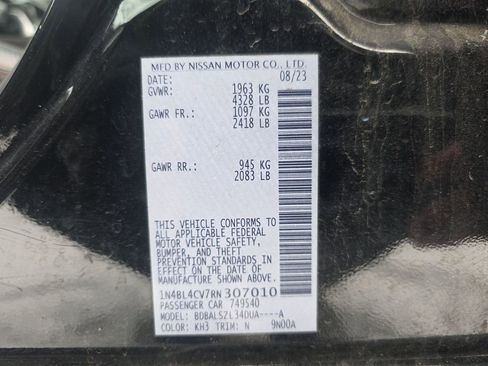 MFD BY NISSAN MOTOR CO., LTD.
DATE: 08/23
GVWR: 1963 KG
4328 LB
GAWR FR.: 1097 KG
2418 LB
GAWR RR.: 945 KG
2083 LB
THIS VEHICLE CONFORMS TO
ALL APPLICABLE FEDERAL
MOTOR VEHICLE SAFETY,
BUMPER, AND THEFT
PREVENTION STANDARDS IN
EFFECT ON THE DATE OF
MANUFACTURE SHOWN ABOVE.
1N4BL4CV7RN307010
PASSENGER CAR 749540
MODEL: BDBALSZL34DUA----A
COLOR: KH3 TRIM: N 9N00A